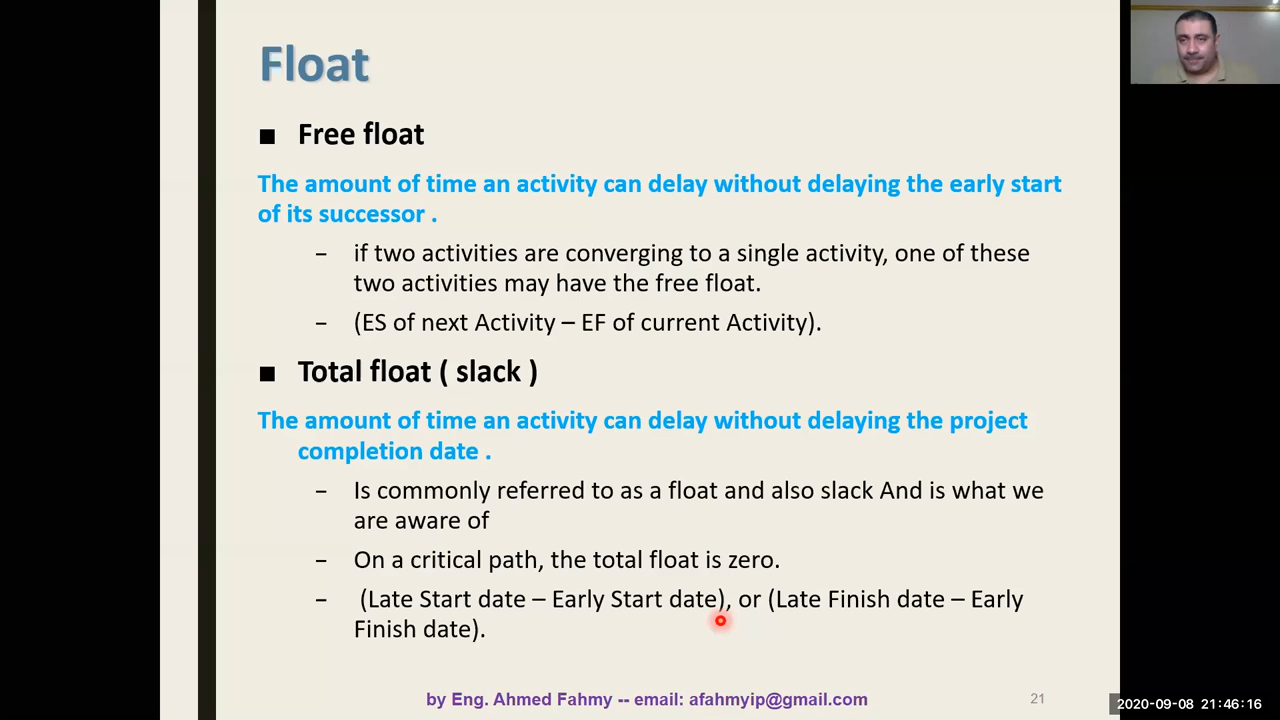 Float
■ Free float
The amount of time an activity can delay without delaying the early start
of its successor .
– if two activities are converging to a single activity, one of these
two activities may have the free float.
– (ES of next Activity – EF of current Activity).
■ Total float ( slack )
The amount of time an activity can delay without delaying the project
completion date .
– Is commonly referred to as a float and also slack And is what we
are aware of
– On a critical path, the total float is zero.
– (Late Start date – Early Start date), or (Late Finish date – Early
Finish date).
by Eng. Ahmed Fahmy -- email: afahmyip@gmail.com
21
2020-09-08 21:46:16